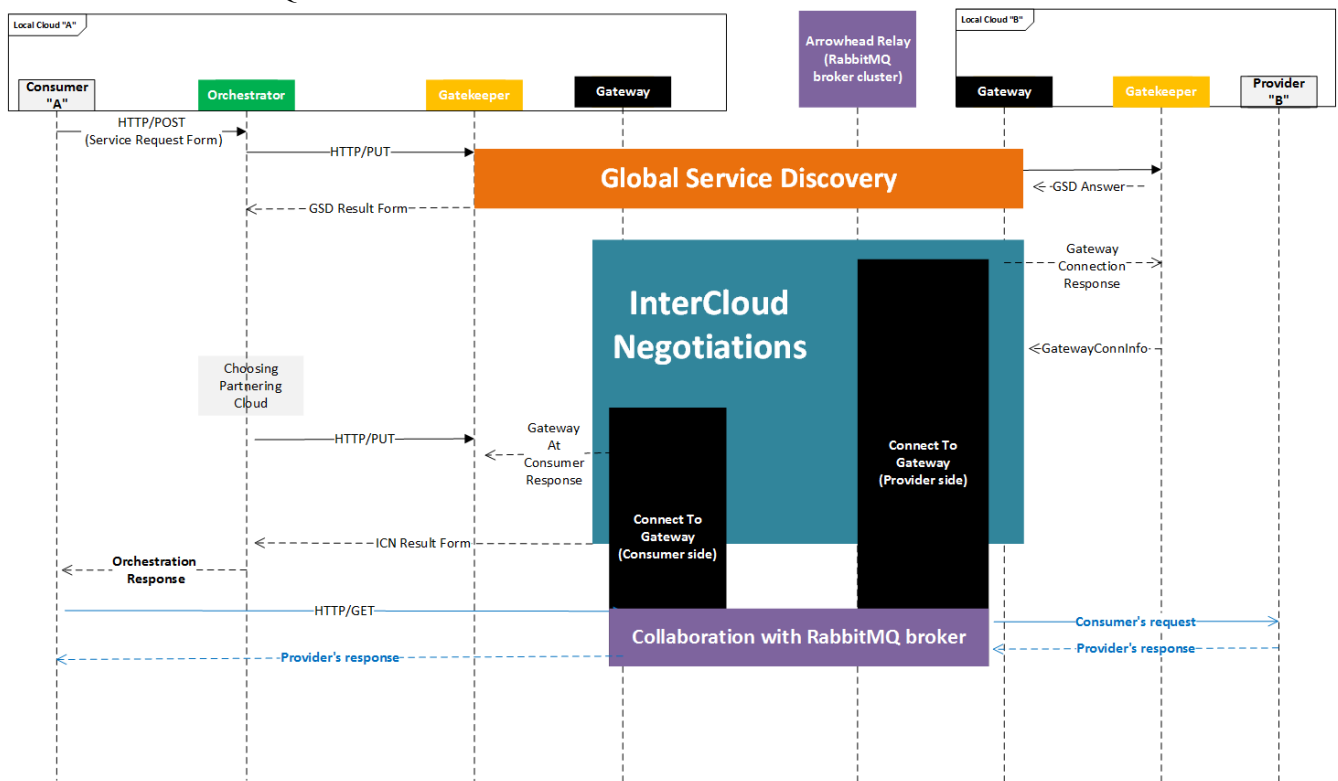 Q
Local Cloud "A"
Local Cloud "B"
Arrowhead Relay
(RabbitMQ
broker cluster)
Consumer
"A"
Orchestrator
Gatekeeper
Gateway
Gateway
Gatekeeper
Provider
"B"
HTTP/POST
(Service Request Form)
HTTP/PUT
Global Service Discovery
GSD Answer
GSD Result Form
Gateway
Connection
Response
InterCloud
Negotiations
GatewayConnInfo
Choosing
Partnering
Cloud
HTTP/PUT
Gateway
At
Consumer
Response
Connect To
Gateway
(Provider side)
Connect To
Gateway
(Consumer side)
ICN Result Form
Orchestration
Response
HTTP/GET
Collaboration with RabbitMQ broker
Consumer's request
Provider's response
Provider's response